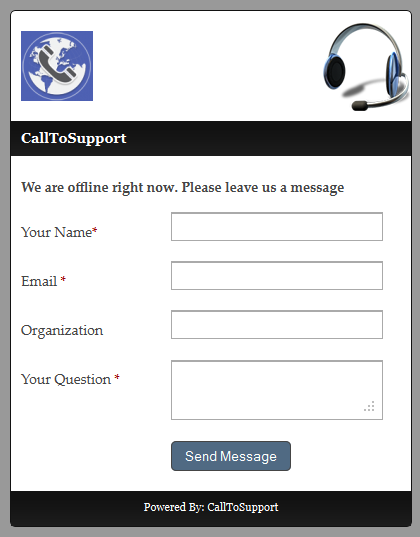 CallToSupport
We are offline right now. Please leave us a message
Your Name*
Email *
Organization
Your Question *
Send Message
Powered By: CallToSupport